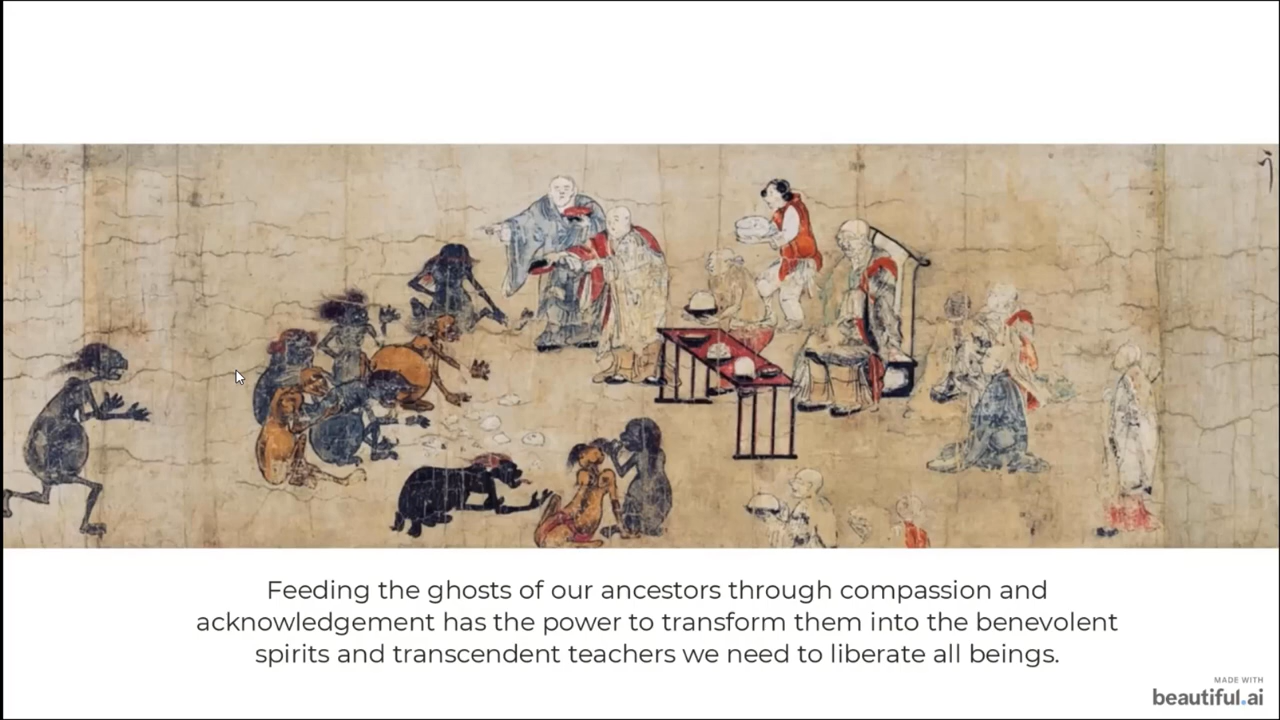 Feeding the ghosts of our ancestors through compassion and
acknowledgement has the power to transform them into the benevolent
spirits and transcendent teachers we need to liberate all beings.
MADE WITH
beautiful.ai